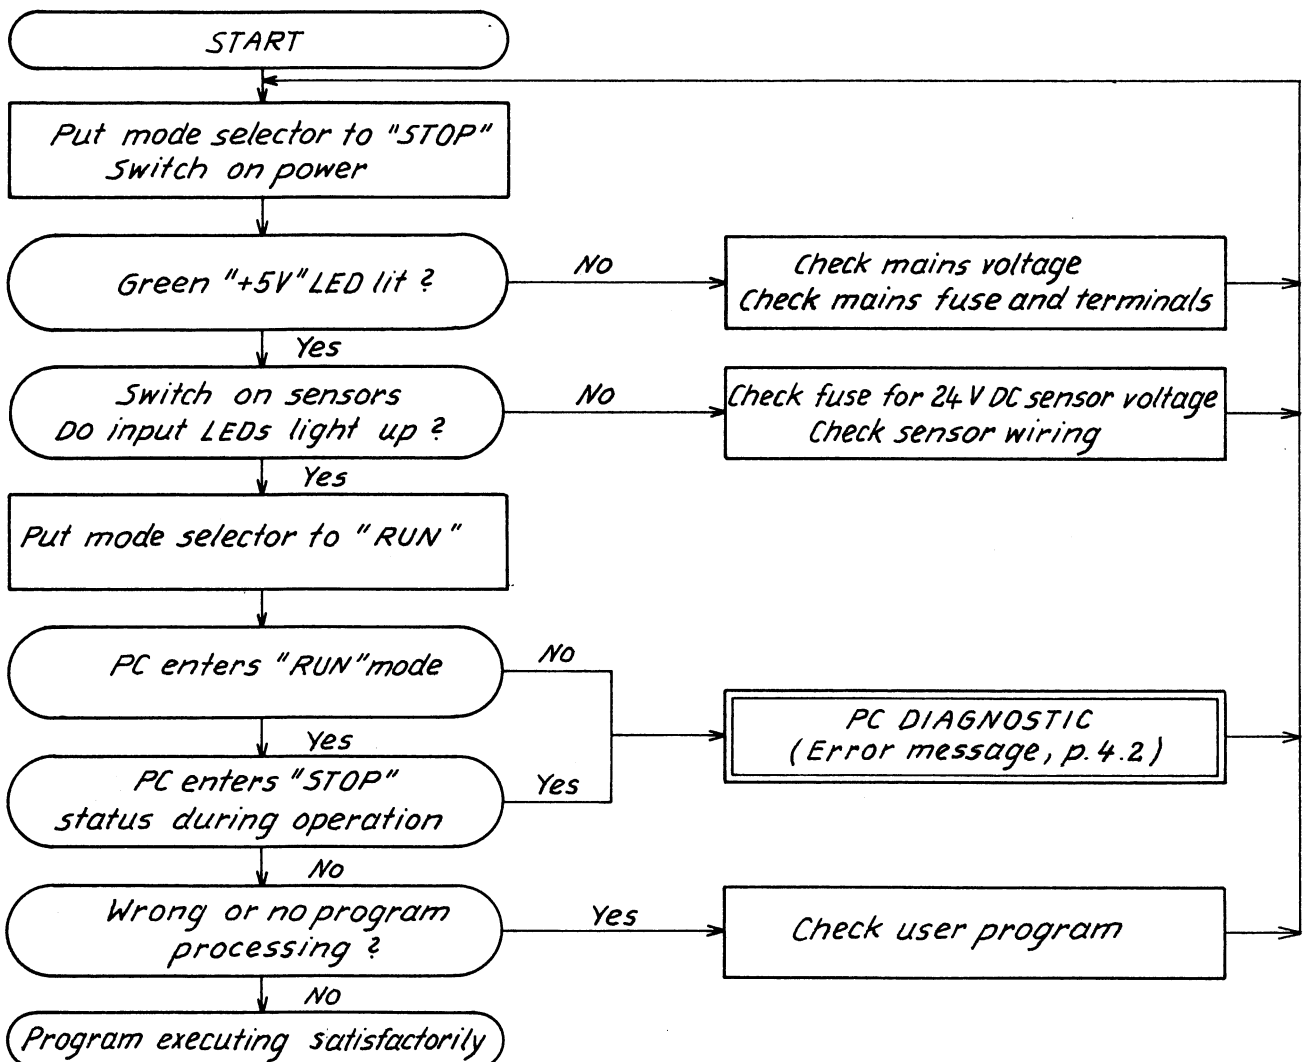 START
Put mode selector to "STOP"
Switch on power
Green "+5V" LED lit ?
No
Check mains voltage
Check mains fuse and terminals
Yes
Switch on sensors
Do input LEDs light up ?
No
Check fuse for 24 V DC sensor voltage
Check sensor wiring
Yes
Put mode selector to "RUN"
PC enters "RUN" mode
No
PC DIAGNOSTIC
(Error message, p. 4.2)
Yes
PC enters "STOP"
status during operation
Yes
No
Wrong or no program
processing ?
Yes
Check user program
No
Program executing satisfactorily